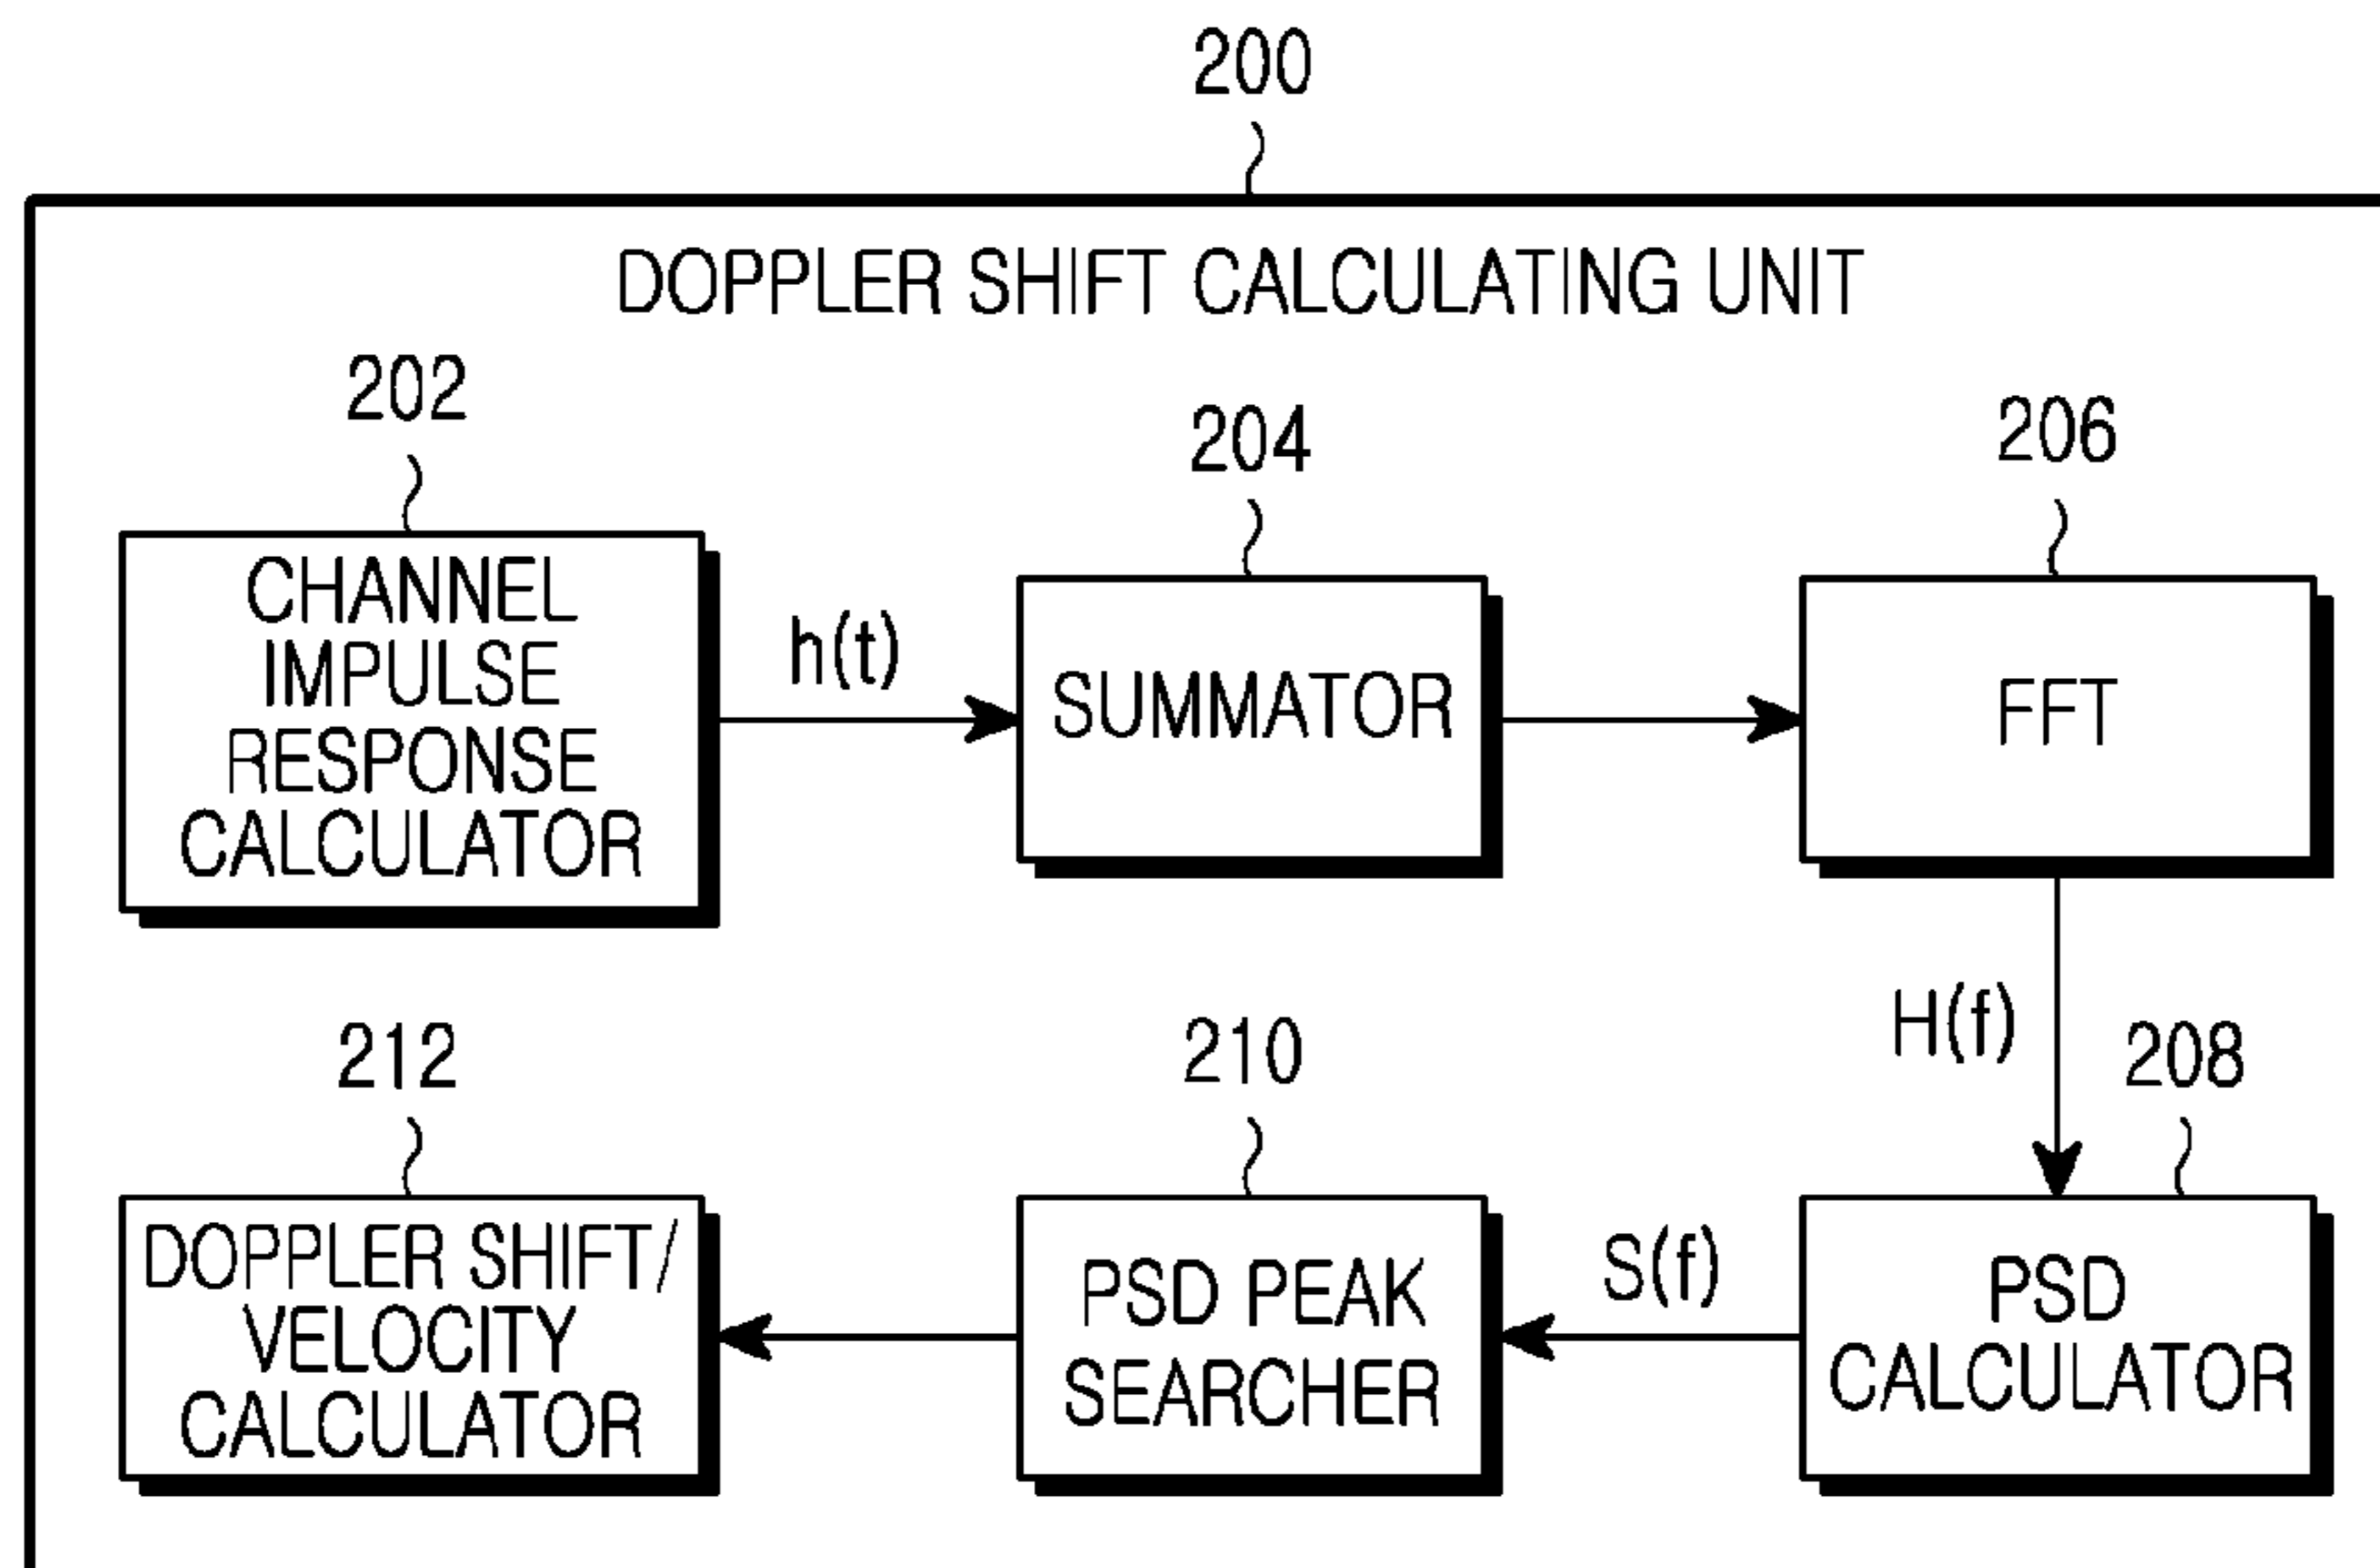 200
DOPPLER SHIFT CALCULATING UNIT
202
204
206
CHANNEL
IMPULSE
RESPONSE
CALCULATOR
h(t)
SUMMATOR
FFT
H(f)
212
210
208
DOPPLER SHIFT/
VELOCITY
CALCULATOR
PSD PEAK
SEARCHER
S(f)
PSD
CALCULATOR